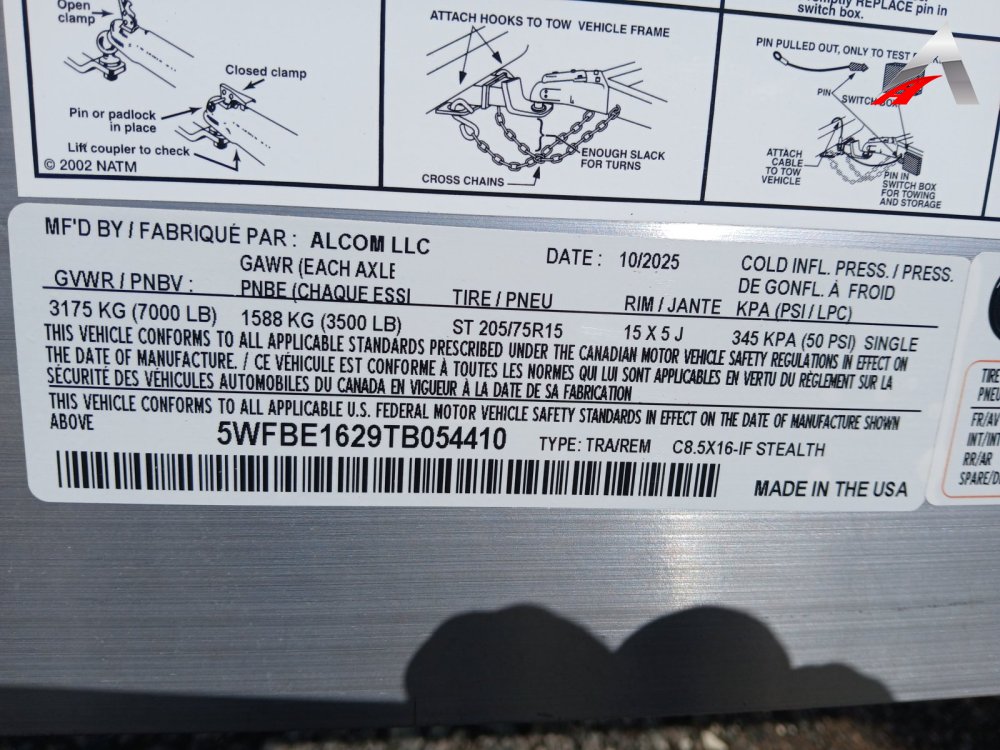 Open
clamp
Closed clamp
Pin or padlock
in place
Lift coupler to check
© 2002 NATM
ATTACH HOOKS TO TOW VEHICLE FRAME
ENOUGH SLACK
FOR TURNS
CROSS CHAINS
REPLACE pin in
switch box.
PIN PULLED OUT, ONLY TO TEST
PIN
SWITCH
ATTACH
CABLE
TO TOW
VEHICLE
PIN IN
SWITCH BOX
FOR TOWING
AND STORAGE
MF'D BY / FABRIQUÉ PAR : ALCOM LLC
DATE : 10/2025
GVWR / PNBV :
GAWR (EACH AXLE
PNBE (CHAQUE ESSI
TIRE / PNEU
RIM / JANTE
COLD INFL. PRESS. / PRESS.
DE GONFL. À FROID
KPA (PSI / LPC)
3175 KG (7000 LB) 1588 KG (3500 LB) ST 205/75R15 15 X 5 J 345 KPA (50 PSI) SINGLE
THIS VEHICLE CONFORMS TO ALL APPLICABLE STANDARDS PRESCRIBED UNDER THE CANADIAN MOTOR VEHICLE SAFETY REGULATIONS IN EFFECT ON
THE DATE OF MANUFACTURE. / CE VÉHICULE EST CONFORME À TOUTES LES NORMES QUI LUI SONT APPLICABLES EN VERTU DU RÈGLEMENT SUR LA
SÉCURITÉ DES VÉHICULES AUTOMOBILES DU CANADA EN VIGUEUR À LA DATE DE SA FABRICATION
THIS VEHICLE CONFORMS TO ALL APPLICABLE U.S. FEDERAL MOTOR VEHICLE SAFETY STANDARDS IN EFFECT ON THE DATE OF MANUFACTURE SHOWN
ABOVE
5WFBE1629TB054410 TYPE: TRA/REM C8.5X16-IF STEALTH
MADE IN THE USA
TIRE
PNEU
FR/AV
INT/INT
RR/AR
SPARE/D